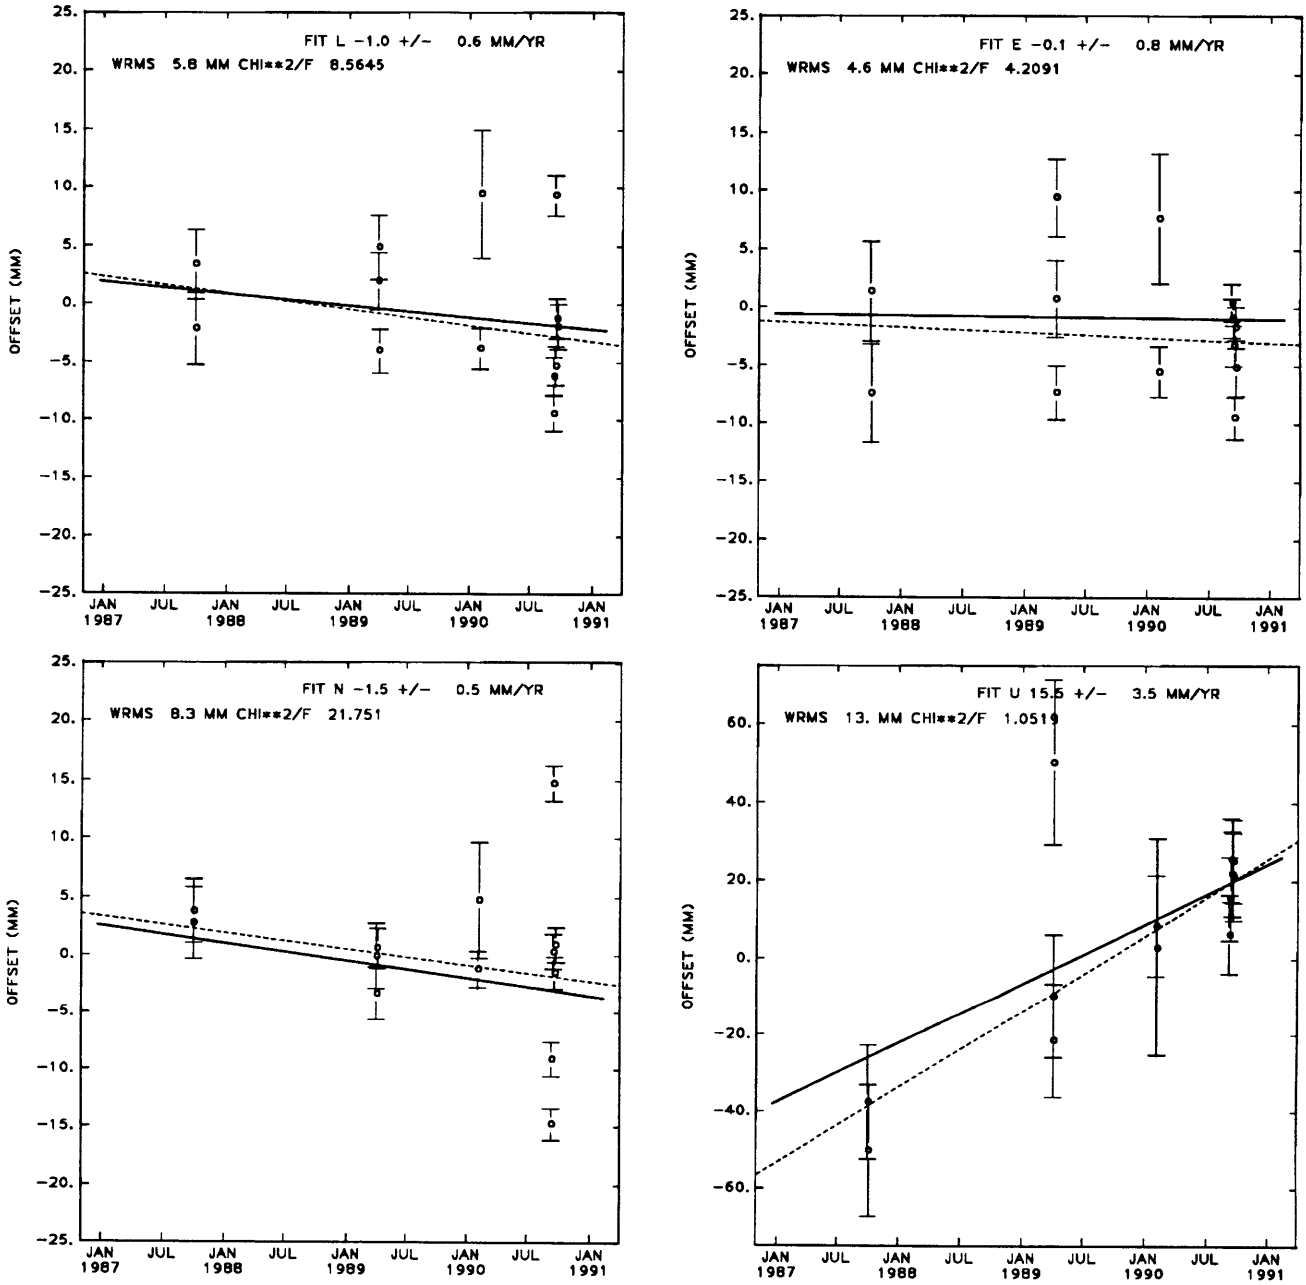 FIT L -1.0 +/- 0.6 MM/YR
WRMS 5.8 MM CHI**2/F 8.5645
25.
20.
15.
10.
5.
0.
-5.
-10.
-15.
-20.
-25.
OFFSET (MM)
JAN JUL JAN JUL JAN JUL JAN JUL JAN
1987 1988 1989 1990 1991
FIT E -0.1 +/- 0.8 MM/YR
WRMS 4.6 MM CHI**2/F 4.2091
25.
20.
15.
10.
5.
0.
-5.
-10.
-15.
-20.
-25.
OFFSET (MM)
JAN JUL JAN JUL JAN JUL JAN JUL JAN
1987 1988 1989 1990 1991
FIT N -1.5 +/- 0.5 MM/YR
WRMS 8.3 MM CHI**2/F 21.751
25.
20.
15.
10.
5.
0.
-5.
-10.
-15.
-20.
-25.
OFFSET (MM)
JAN JUL JAN JUL JAN JUL JAN JUL JAN
1987 1988 1989 1990 1991
FIT U 15.5 +/- 3.5 MM/YR
WRMS 13. MM CHI**2/F 1.0519
60.
40.
20.
0.
-20.
-40.
-60.
OFFSET (MM)
JAN JUL JAN JUL JAN JUL JAN JUL JAN
1987 1988 1989 1990 1991